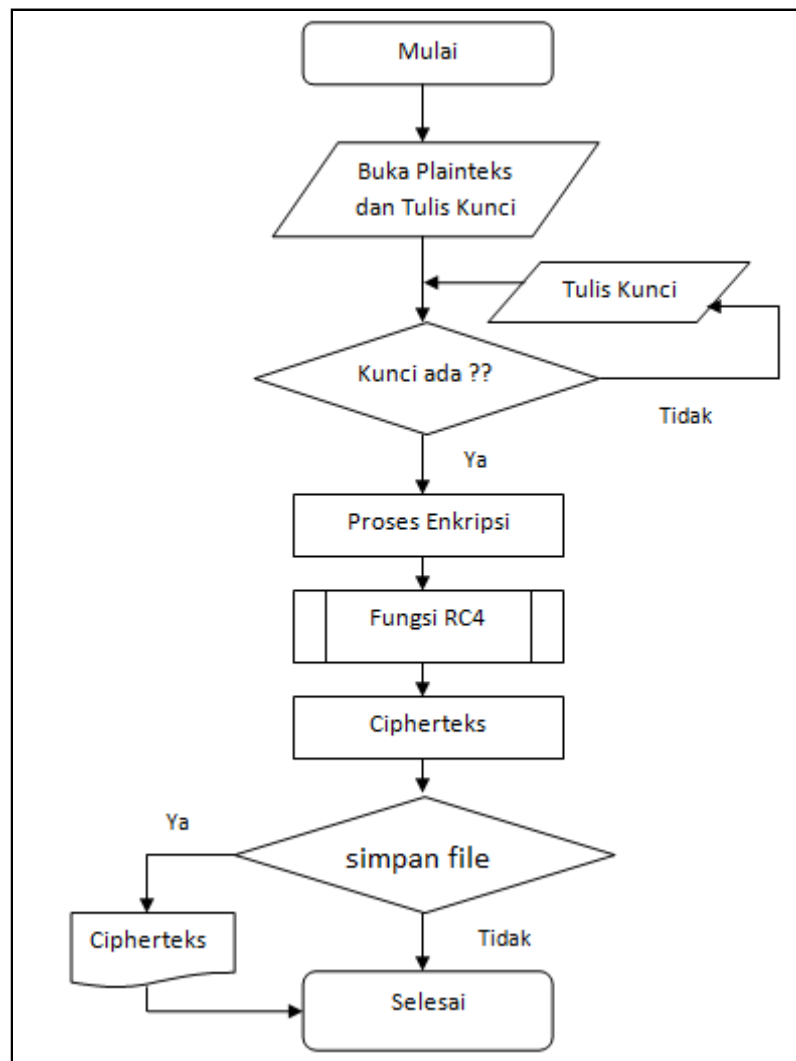 Mulai
Buka Plainteks
dan Tulis Kunci
Tulis Kunci
Kunci ada ??
Tidak
Ya
Proses Enkripsi
Fungsi RC4
Cipherteks
Ya
simpan file
Cipherteks
Tidak
Selesai